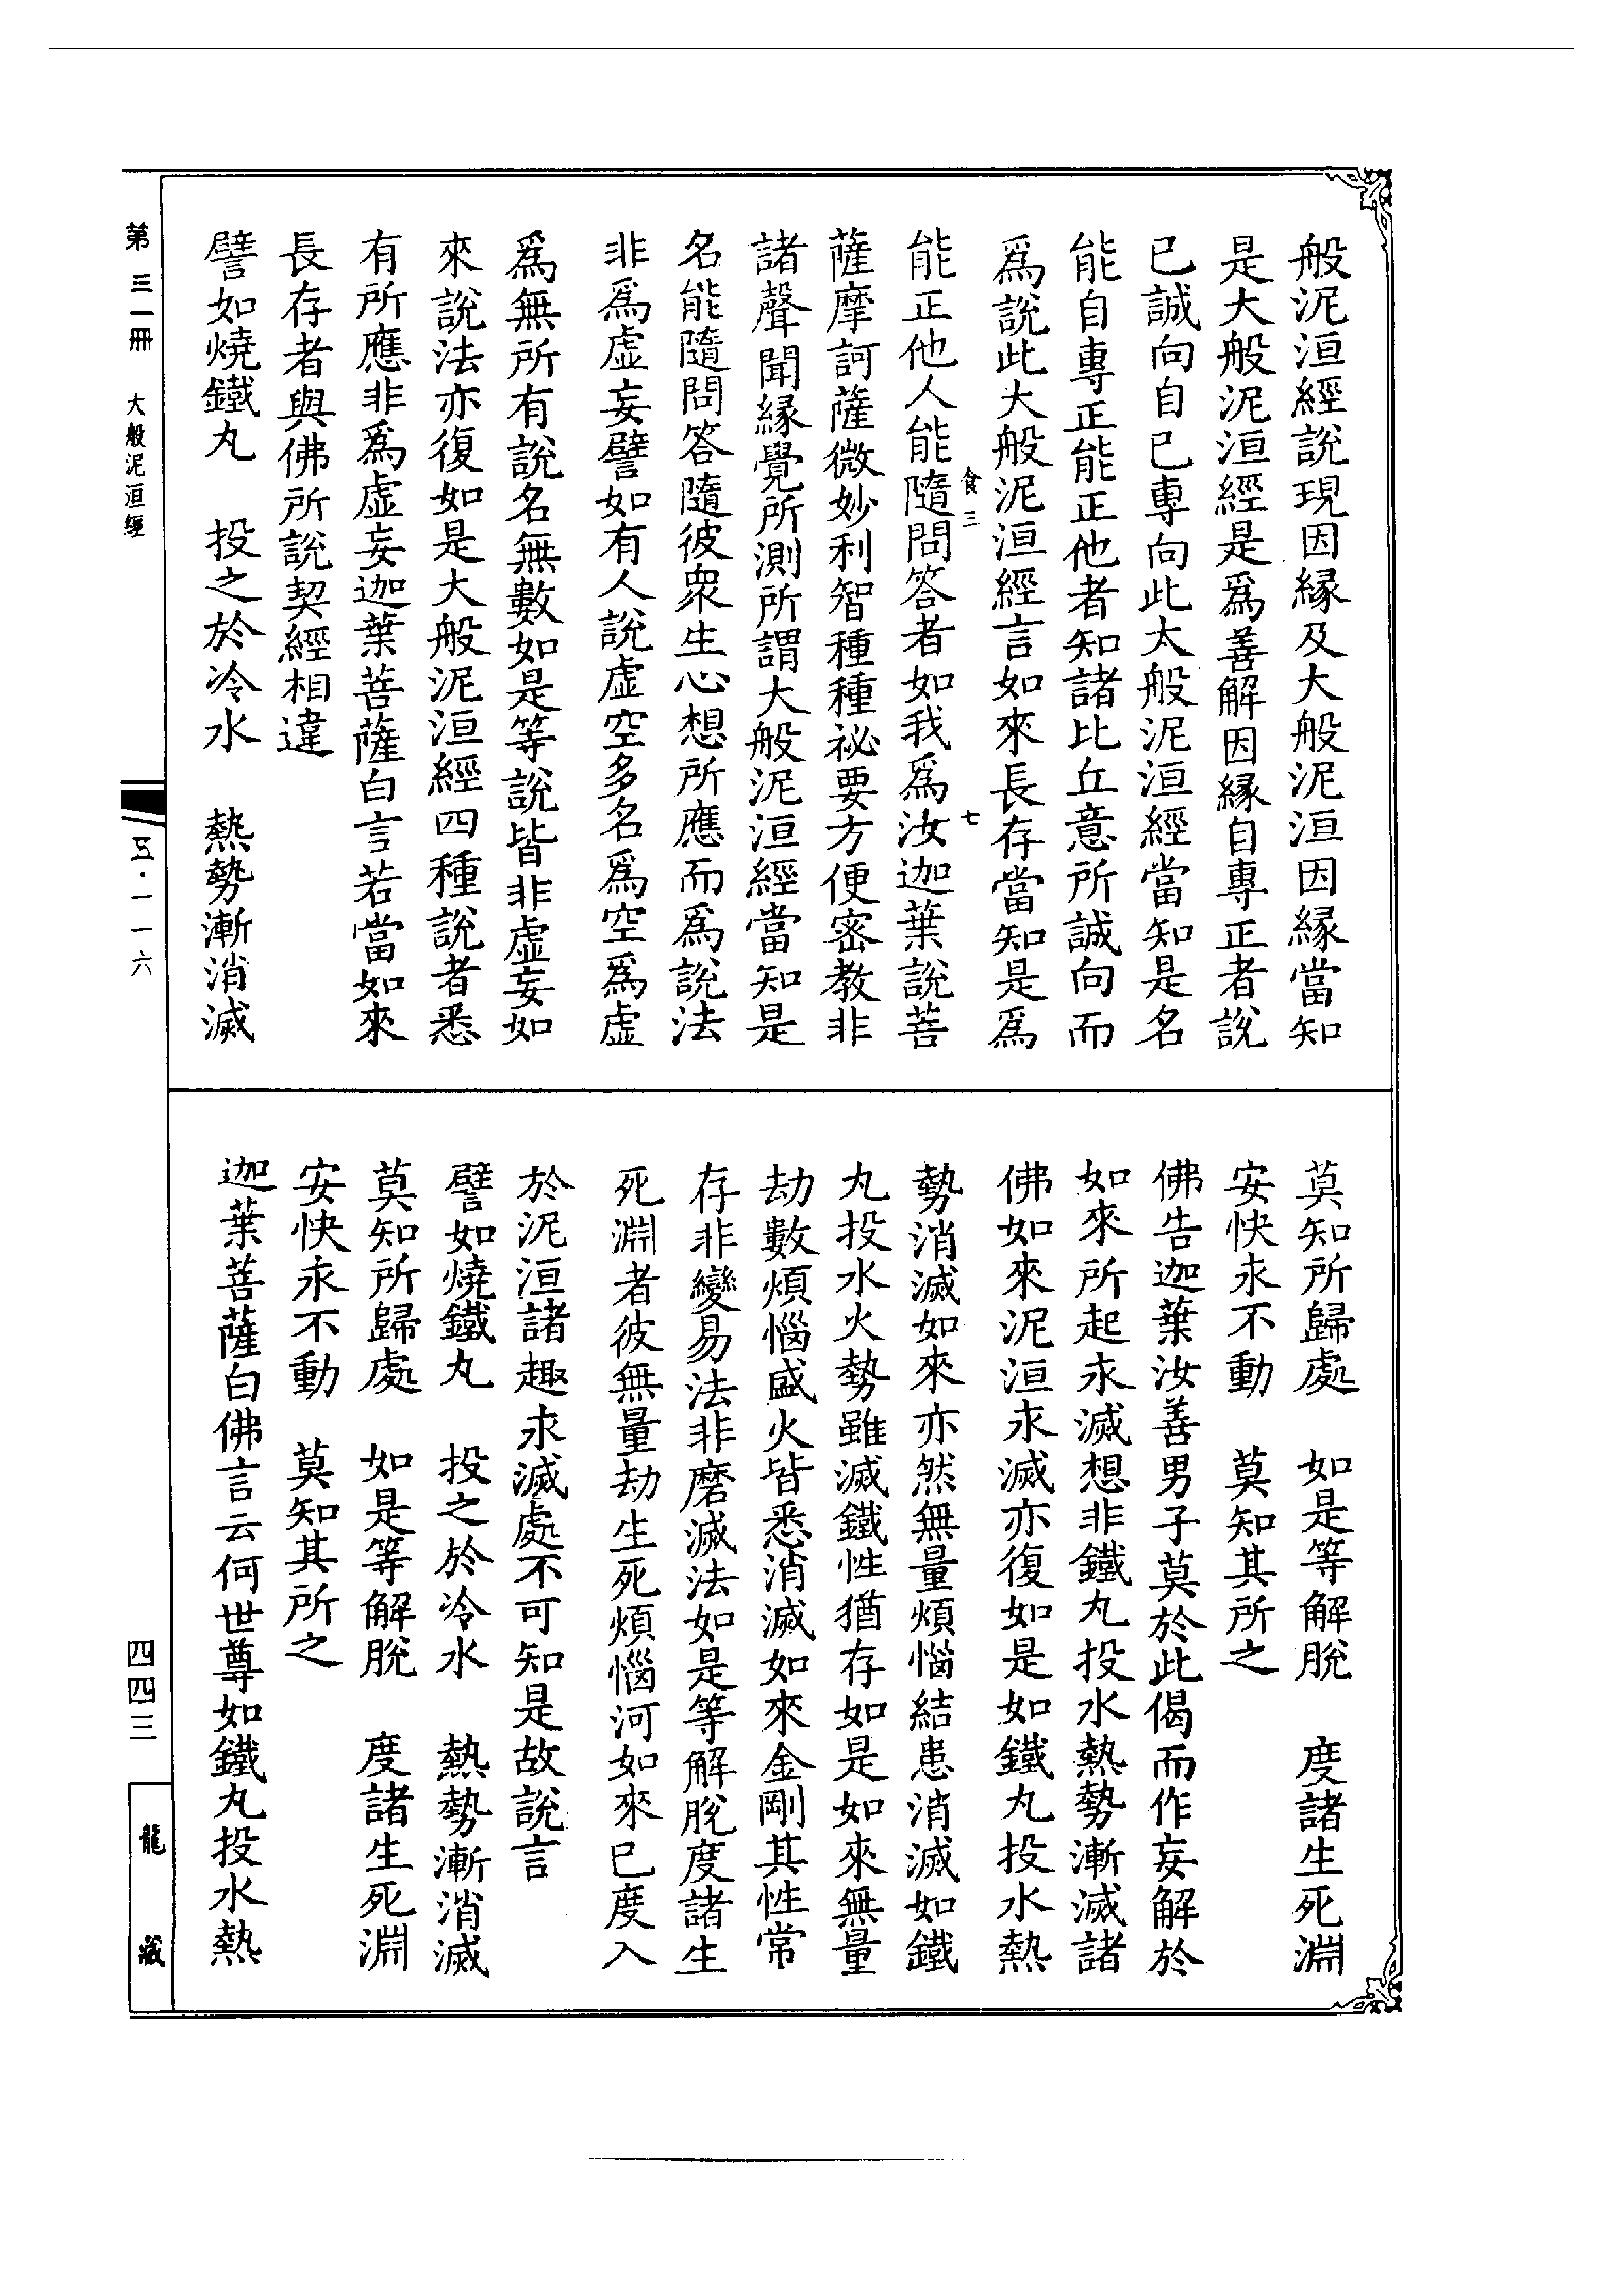 般泥洹經說現因緣及大般泥洹因緣當知
是大般泥洹經是爲善解因緣自專正者說
已誠向自已專向此大般泥洹經當知是名
能自專正能正他者知諸比丘意所誠向而
爲說此大般泥洹經言如來長存當知是爲
食三
七
能正他人能隨問答者如我爲汝迦葉說菩
薩摩訶薩微妙利智種種祕要方便密教非
諸聲聞緣覺所測所謂大般泥洹經當知是
名能隨問答隨彼衆生心想所應而爲說法
非爲虛妄譬如有人說虛空多名爲空爲虛
爲無所有說名無數如是等說皆非虛妄如
來說法亦復如是大般泥洹經四種說者悉
有所應非爲虛妄迦葉菩薩白言若當如來
長存者與佛所說契經相違
譬如燒鐵丸　投之於冷水　熱勢漸消滅
莫知所歸處　如是等解脫　度諸生死淵
安快永不動　莫知其所之
佛告迦葉汝善男子莫於此偈而作妄解於
如來所起永滅想非鐵丸投水熱勢漸滅諸
佛如來泥洹永滅亦復如是如鐵丸投水熱
勢消滅如來亦然無量煩惱結患消滅如鐵
丸投水火勢雖滅鐵性猶存如是如來無量
劫數煩惱盛火皆悉消滅如來金剛其性常
存非變易法非磨滅法如是等解脫度諸生
死淵者彼無量劫生死煩惱河如來已度入
於泥洹諸趣永滅處不可知是故說言
譬如燒鐵丸　投之於冷水　熱勢漸消滅
莫知所歸處　如是等解脫　度諸生死淵
安快永不動　莫知其所之
迦葉菩薩白佛言云何世尊如鐵丸投水熱
第三一冊　大般泥洹經
五·一一六
四四三
龍藏